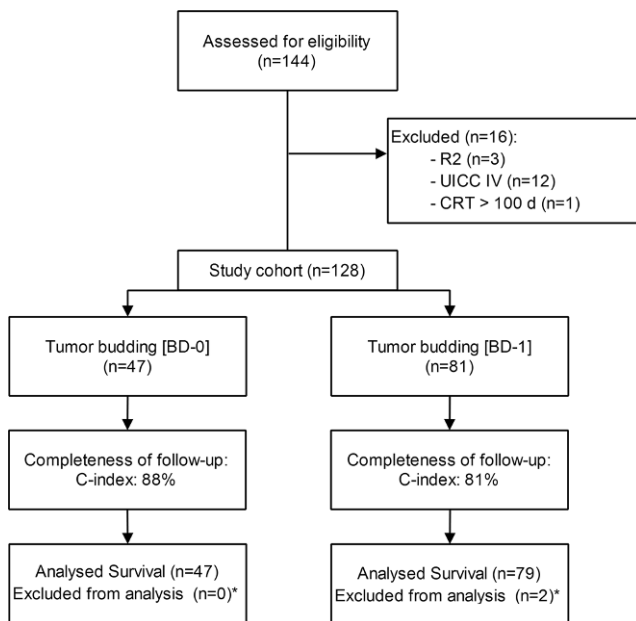 Assessed for eligibility
(n=144)
Excluded (n=16):
- R2 (n=3)
- UICC IV (n=12)
- CRT > 100 d (n=1)
Study cohort (n=128)
Tumor budding [BD-0]
(n=47)
Tumor budding [BD-1]
(n=81)
Completeness of follow-up:
C-index: 88%
Completeness of follow-up:
C-index: 81%
Analysed Survival (n=47)
Excluded from analysis (n=0)*
Analysed Survival (n=79)
Excluded from analysis (n=2)*